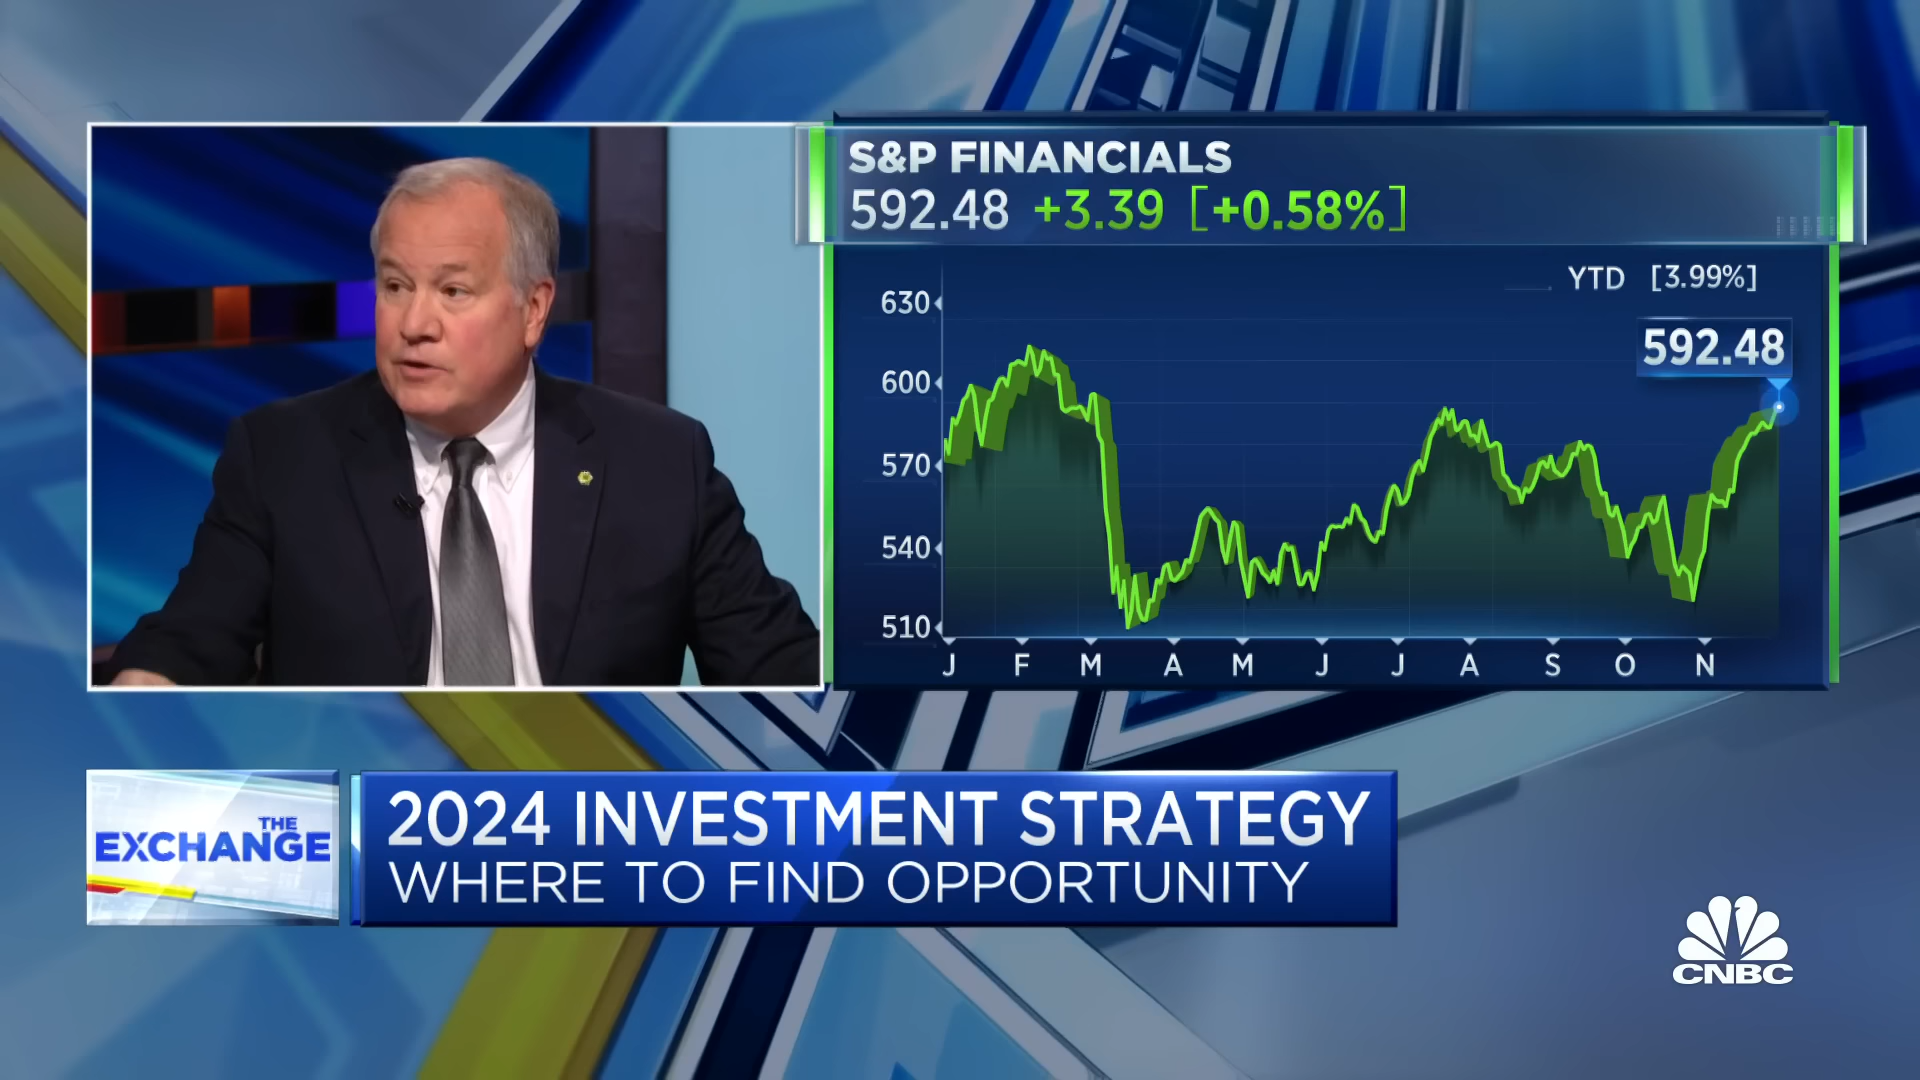 S&P FINANCIALS
592.48 +3.39 [+0.58%]
YTD [3.99%]
592.48
630
600
570
540
510
J F M A M J J A S O N
THE
EXCHANGE
2024 INVESTMENT STRATEGY
WHERE TO FIND OPPORTUNITY
CNBC